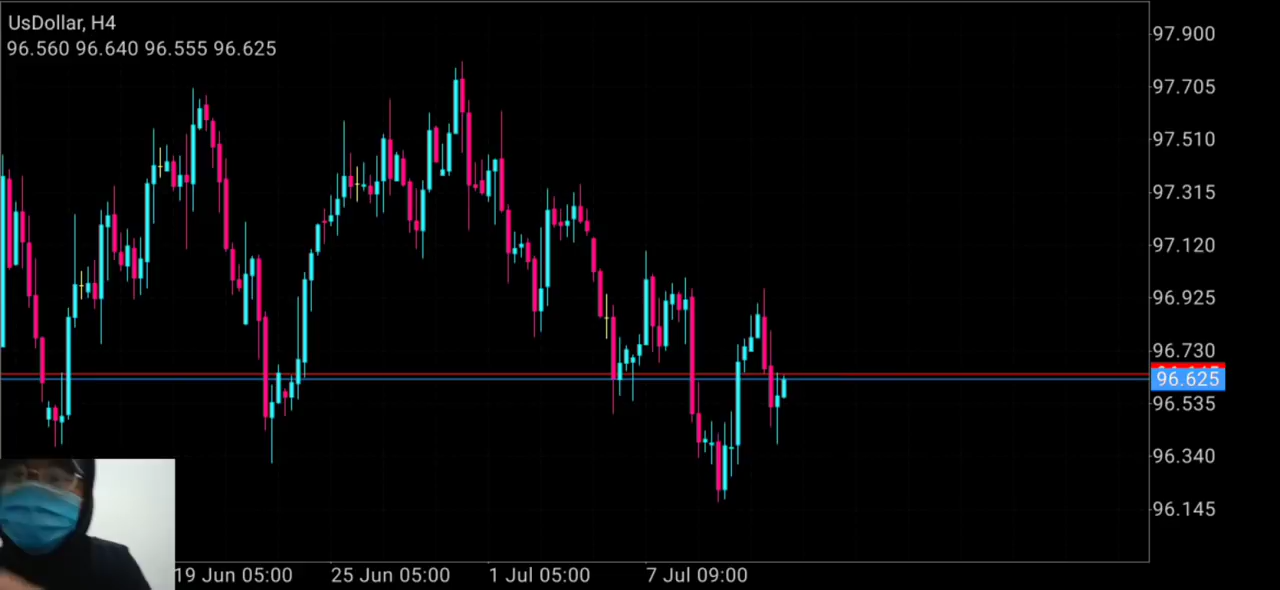 UsDollar, H4
96.560 96.640 96.555 96.625
97.900
97.705
97.510
97.315
97.120
96.925
96.730
96.625
96.535
96.340
96.145
19 Jun 05:00
25 Jun 05:00
1 Jul 05:00
7 Jul 09:00